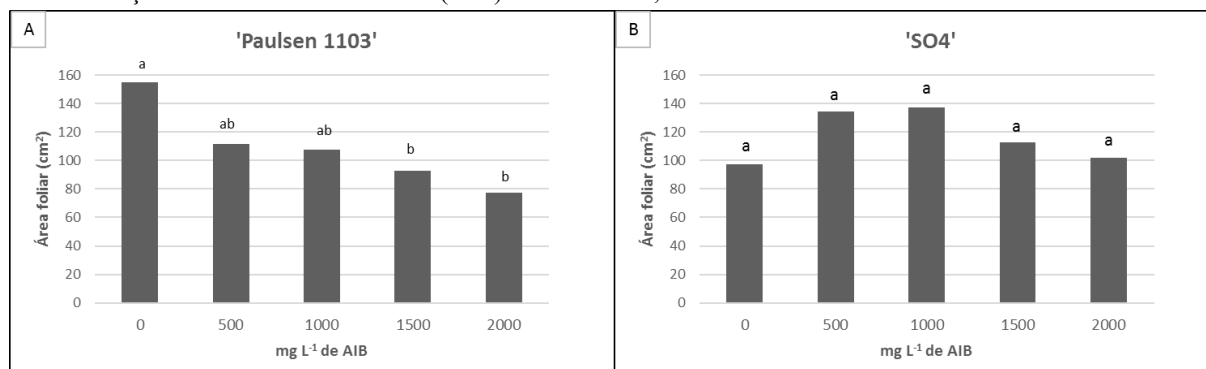 (
)
,
A
'Paulsen 1103'
Área foliar (cm²)
160
140
120
100
80
60
40
20
0
a
ab
ab
b
b
0 500 1000 1500 2000
mg L⁻¹ de AIB
B
'SO4'
Área foliar (cm²)
160
140
120
100
80
60
40
20
0
a
a
a
a
a
0 500 1000 1500 2000
mg L⁻¹ de AIB